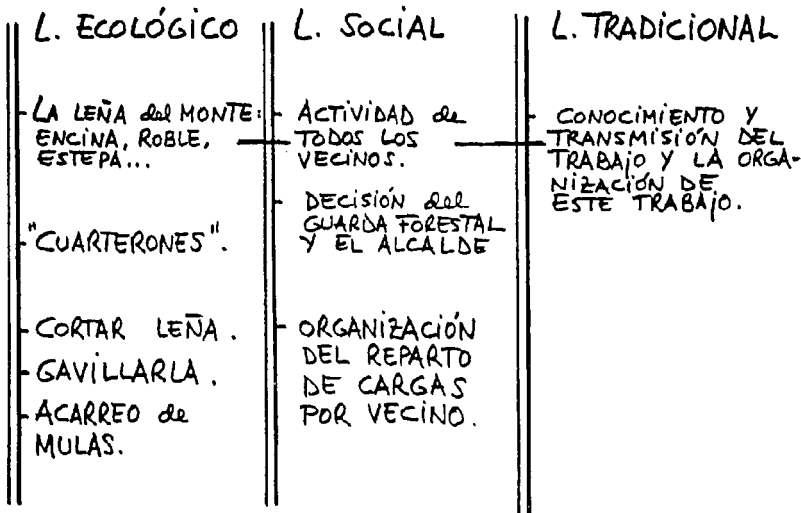 L. ECOLÓGICO
- LA LEÑA del MONTE:
ENCINA, ROBLE,
ESTEPA...
- "CUARTERONES".
- CORTAR LEÑA.
- GAVILLARLA.
- ACARREO de
MULAS.
L. SOCIAL
- ACTIVIDAD de
TODOS LOS
VECINOS.
- DECISIÓN del
GUARDA FORESTAL
Y EL ALCALDE
- ORGANIZACIÓN
DEL REPARTO
DE CARGAS
POR VECINO.
L. TRADICIONAL
- CONOCIMIENTO Y
TRANSMISIÓN DEL
TRABAJO Y LA ORGA-
NIZACIÓN DE
ESTE TRABAJO.